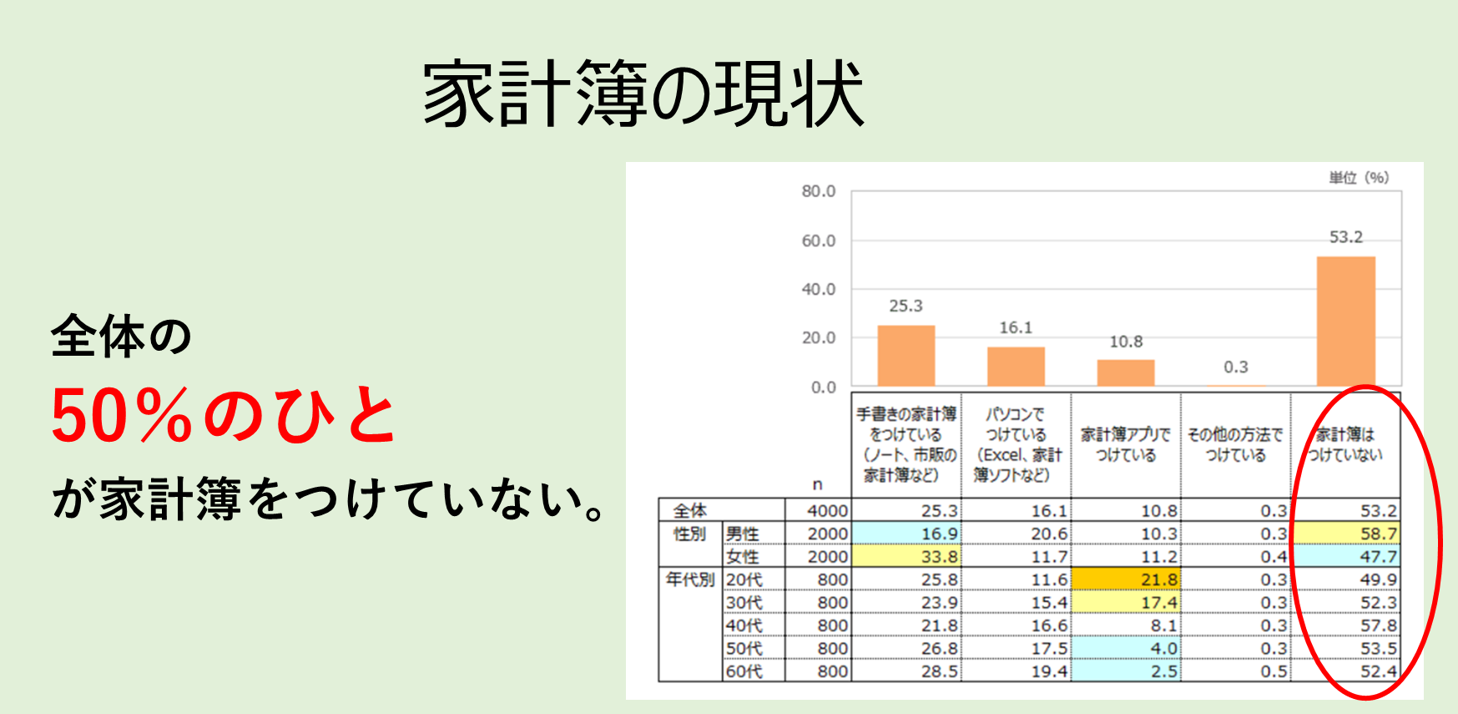 家計簿の現状
全体の
50%のひと
が家計簿をつけていない。
単位（%）
80.0
60.0
40.0
20.0
0.0
25.3
16.1
10.8
0.3
53.2
手書きの家計簿
をつけている
（ノート、市販の
家計簿など）
パソコンで
つけている
（Excel、家計
簿ソフトなど）
家計簿アプリで
つけている
その他の方法で
つけている
家計簿は
つけていない
n
全体 4000 25.3 16.1 10.8 0.3 53.2
性別 男性 2000 16.9 20.6 10.3 0.3 58.7
女性 2000 33.8 11.7 11.2 0.4 47.7
年代別 20代 800 25.8 11.6 21.8 0.3 49.9
30代 800 23.9 15.4 17.4 0.3 52.3
40代 800 21.8 16.6 8.1 0.3 57.8
50代 800 26.8 17.5 4.0 0.3 53.5
60代 800 28.5 19.4 2.5 0.5 52.4